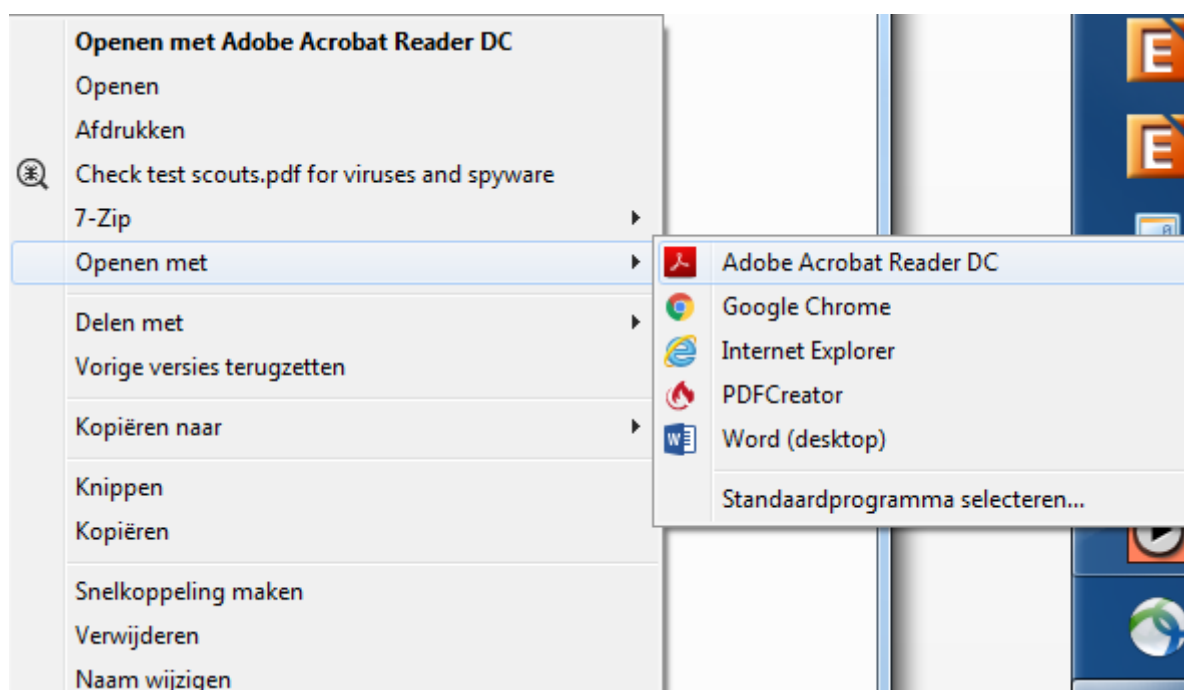 Openen met Adobe Acrobat Reader DC
Openen
Afdrukken
Check test scouts.pdf for viruses and spyware
7-Zip
Openen met
Delen met
Vorige versies terugzetten
Kopiëren naar
Knippen
Kopiëren
Snelkoppeling maken
Verwijderen
Naam wijzigen
Adobe Acrobat Reader DC
Google Chrome
Internet Explorer
PDFCreator
Word (desktop)
Standaardprogramma selecteren...